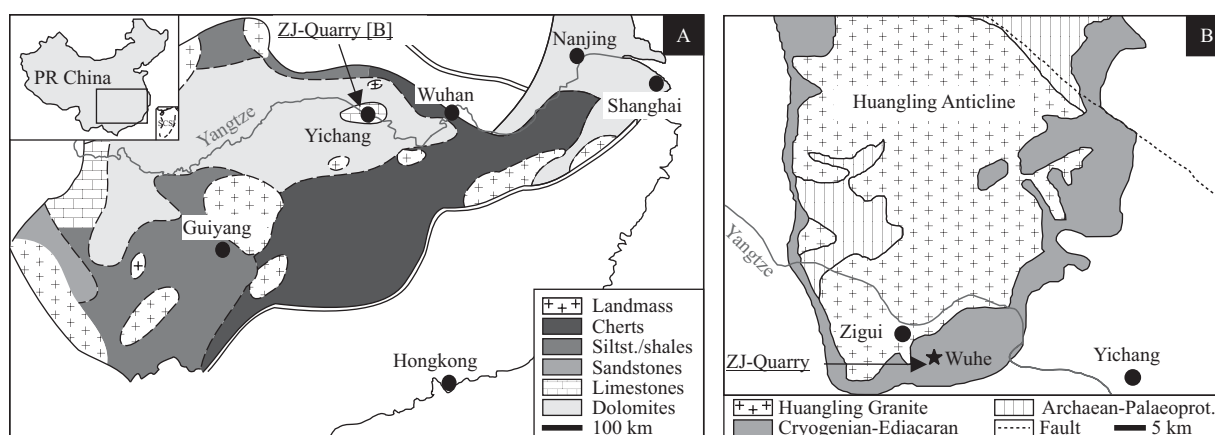 A
ZJ-Quarry [B]
Nanjing
PR China
Wuhan
Shanghai
SCS
Yangtze
Yichang
Guiyang
Hongkong
Landmass
Cherts
Siltst./shales
Sandstones
Limestones
Dolomites
100 km
B
Huangling Anticline
Yangtze
Zigui
Wuhe
ZJ-Quarry
Yichang
Huangling Granite
Archaean-Palaeoprot.
Cryogenian-Ediacaran
Fault
5 km